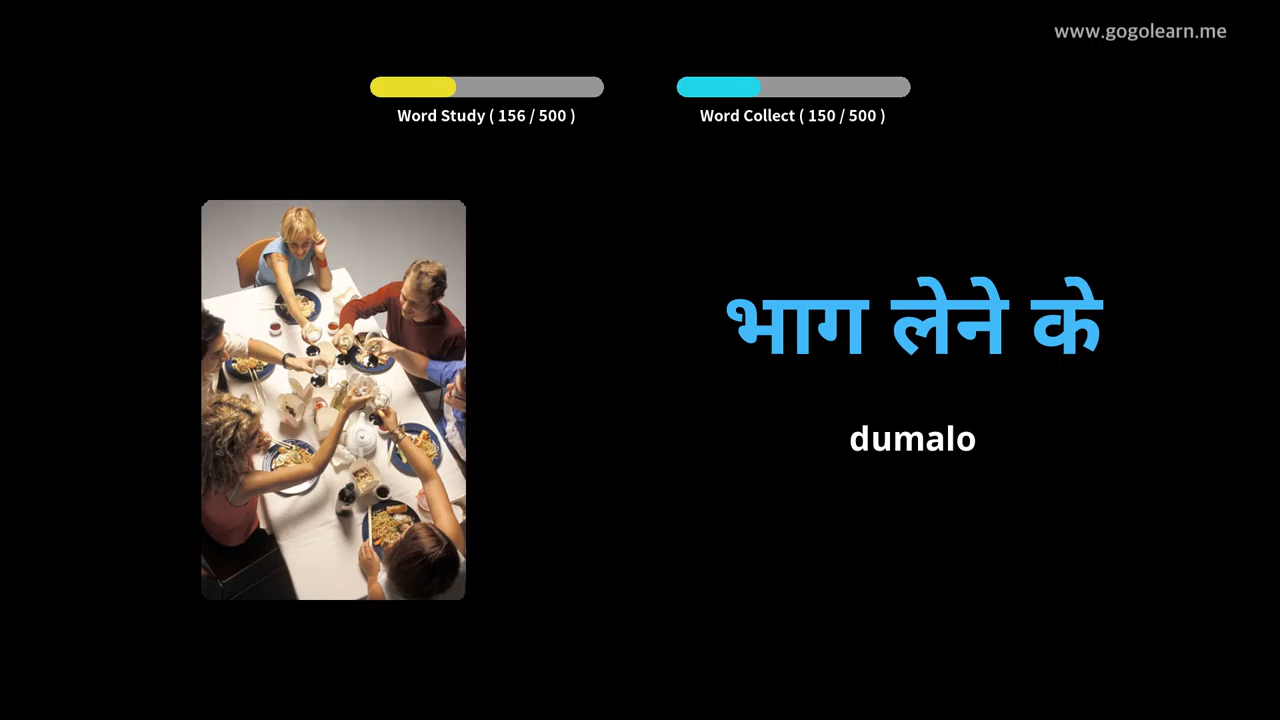 www.gogolearn.me
Word Study ( 156 / 500 )
Word Collect ( 150 / 500 )
भाग लेने के
dumalo